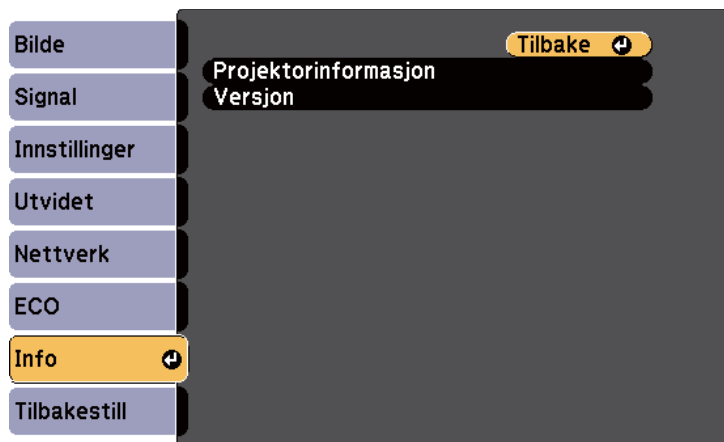 Bilde
Signal
Innstillinger
Utvidet
Nettverk
ECO
Info
Tilbakestill
Tilbake
Projektorinformasjon
Versjon